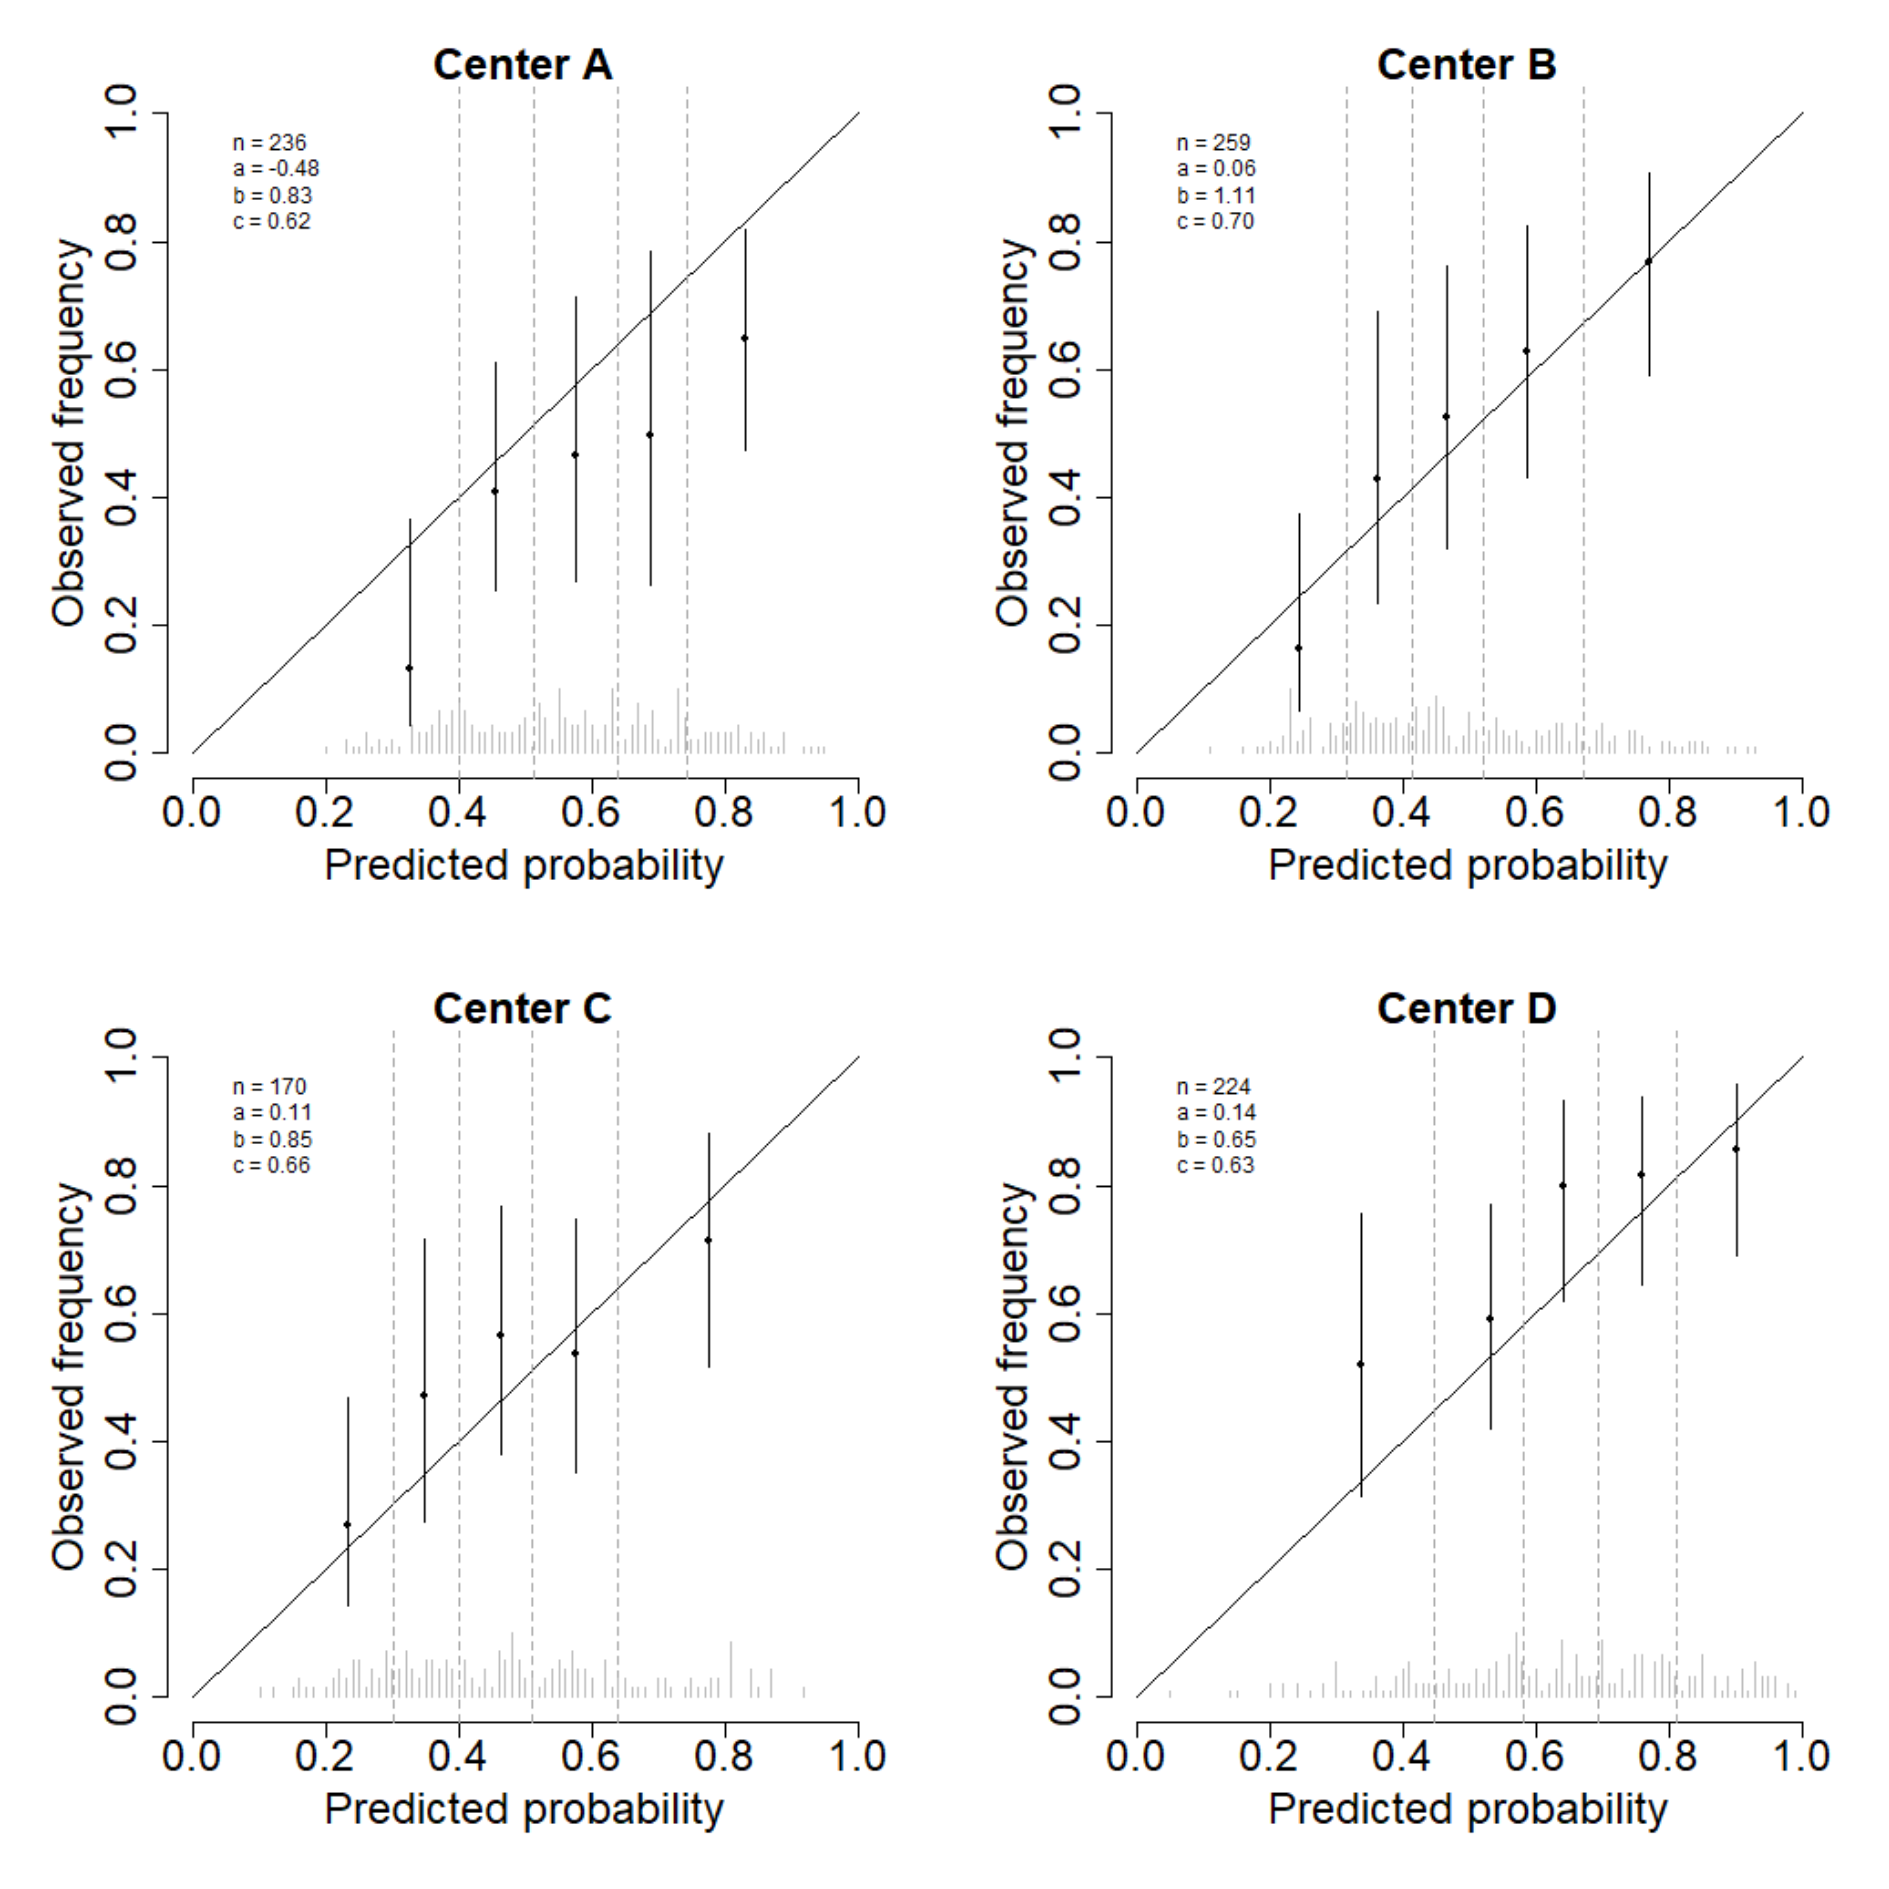 Center A
n = 236
a = -0.48
b = 0.83
c = 0.62
Observed frequency
0.0 0.2 0.4 0.6 0.8 1.0
0.0 0.2 0.4 0.6 0.8 1.0
Predicted probability
Center B
n = 259
a = 0.06
b = 1.11
c = 0.70
Observed frequency
0.0 0.2 0.4 0.6 0.8 1.0
0.0 0.2 0.4 0.6 0.8 1.0
Predicted probability
Center C
n = 170
a = 0.11
b = 0.85
c = 0.66
Observed frequency
0.0 0.2 0.4 0.6 0.8 1.0
0.0 0.2 0.4 0.6 0.8 1.0
Predicted probability
Center D
n = 224
a = 0.14
b = 0.65
c = 0.63
Observed frequency
0.0 0.2 0.4 0.6 0.8 1.0
0.0 0.2 0.4 0.6 0.8 1.0
Predicted probability